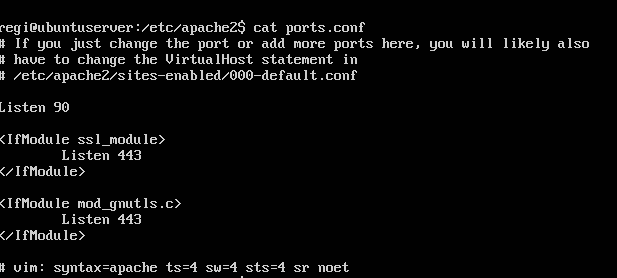 regi@ubuntuserver:/etc/apache2$ cat ports.conf
# If you just change the port or add more ports here, you will likely also
# have to change the VirtualHost statement in
# /etc/apache2/sites-enabled/000-default.conf
Listen 90
<IfModule ssl_module>
Listen 443
</IfModule>
<IfModule mod_gnutls.c>
Listen 443
</IfModule>
# vim: syntax=apache ts=4 sw=4 sts=4 sr noet